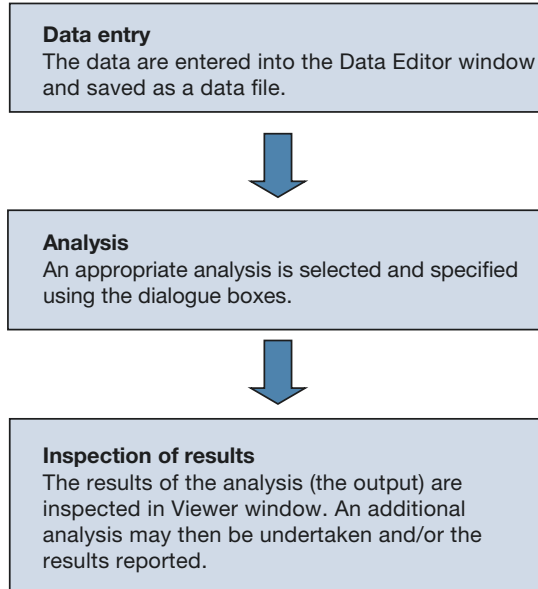 Data entry
The data are entered into the Data Editor window
and saved as a data file.
Analysis
An appropriate analysis is selected and specified
using the dialogue boxes.
Inspection of results
The results of the analysis (the output) are
inspected in Viewer window. An additional
analysis may then be undertaken and/or the
results reported.